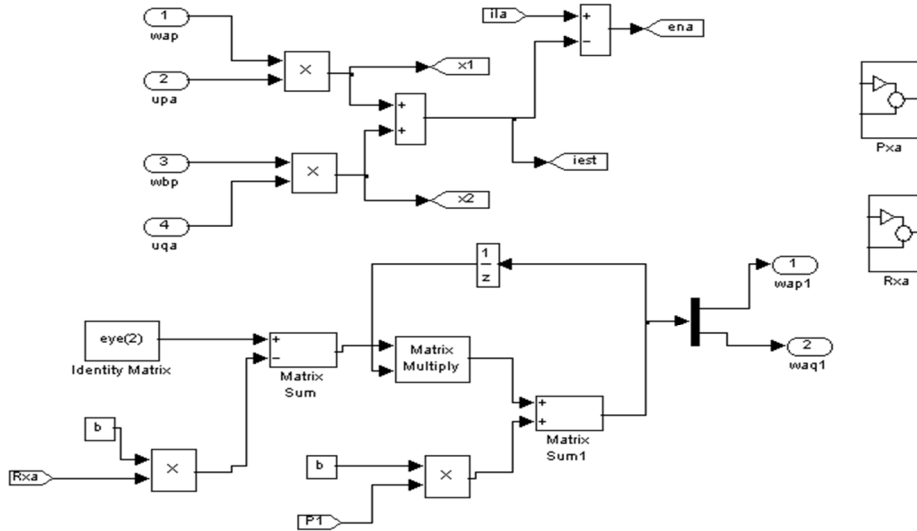 1
wap
2
upa
3
wbp
4
uqa
×
×
x1
+
+
x2
ila
+
−
ena
iest
Pxa
Rxa
1
z
1
wap1
2
waq1
eye(2)
Identity Matrix
+
−
Matrix
Sum
Matrix
Multiply
+
+
Matrix
Sum1
b
Rxa
×
b
P1
×